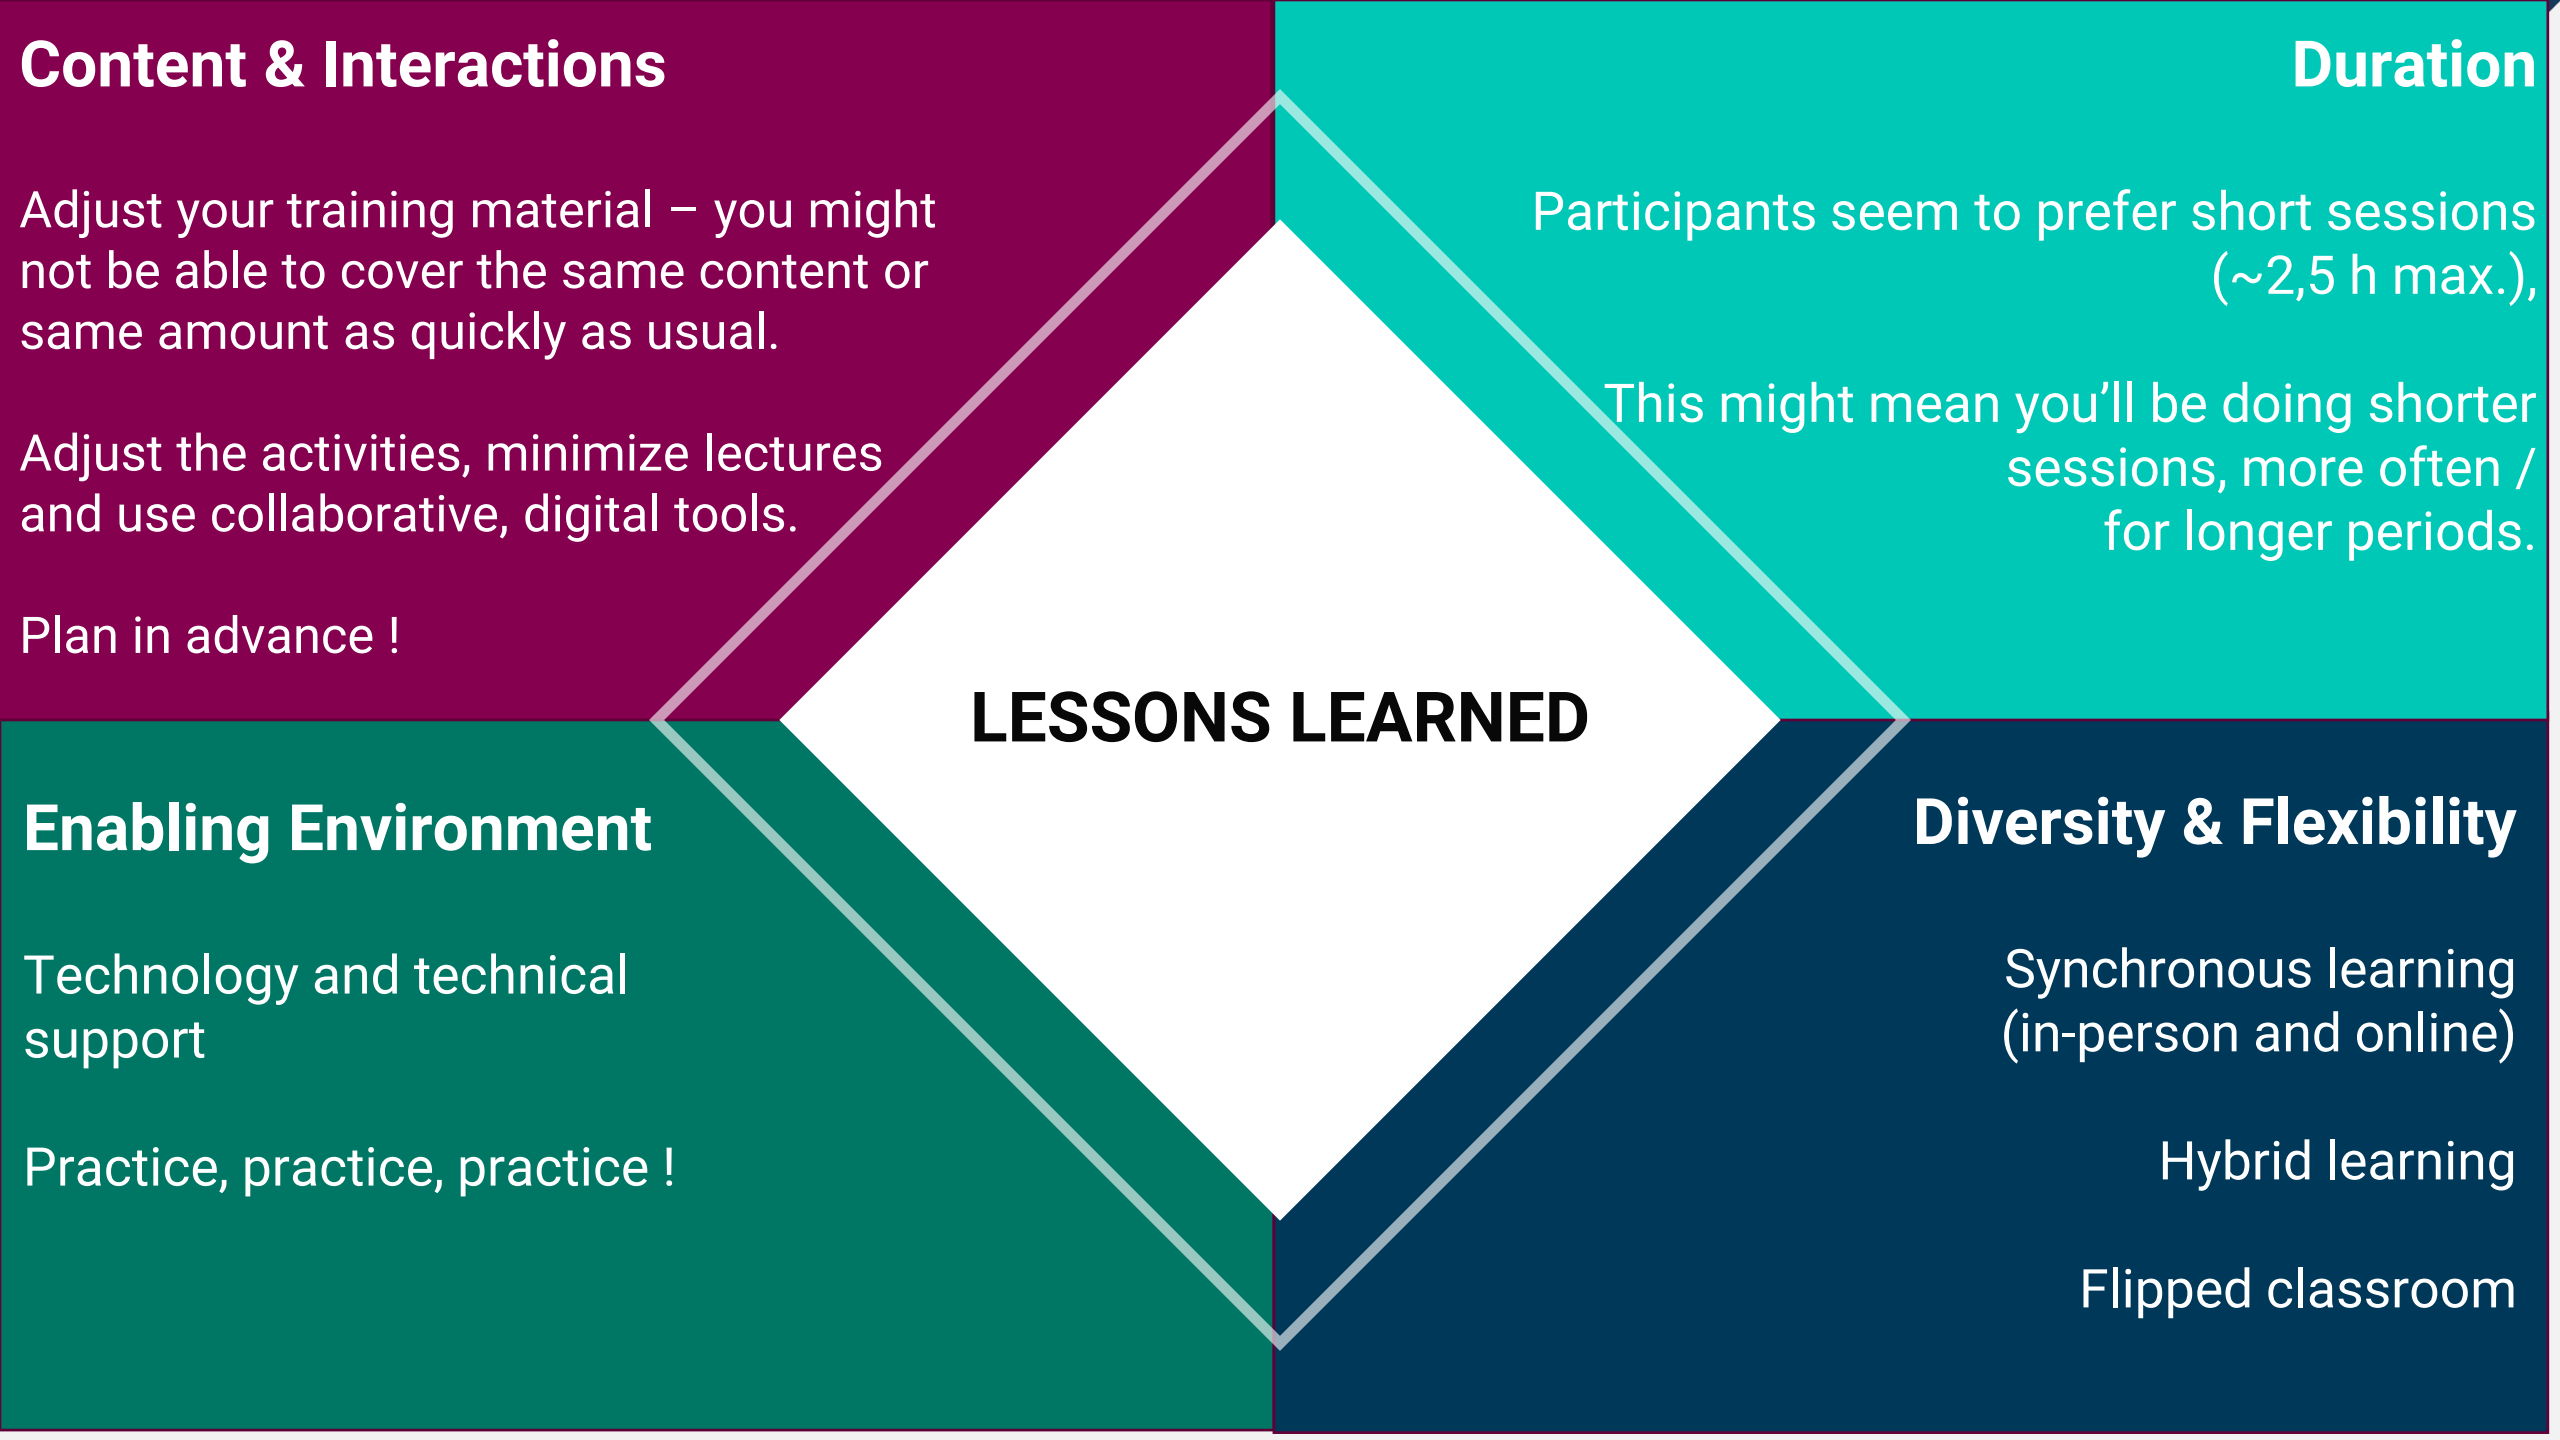 Content & Interactions
Adjust your training material – you might
not be able to cover the same content or
same amount as quickly as usual.
Adjust the activities, minimize lectures
and use collaborative, digital tools.
Plan in advance !
Duration
Participants seem to prefer short sessions
(~2,5 h max.),
This might mean you’ll be doing shorter
sessions, more often /
for longer periods.
LESSONS LEARNED
Enabling Environment
Technology and technical
support
Practice, practice, practice !
Diversity & Flexibility
Synchronous learning
(in-person and online)
Hybrid learning
Flipped classroom